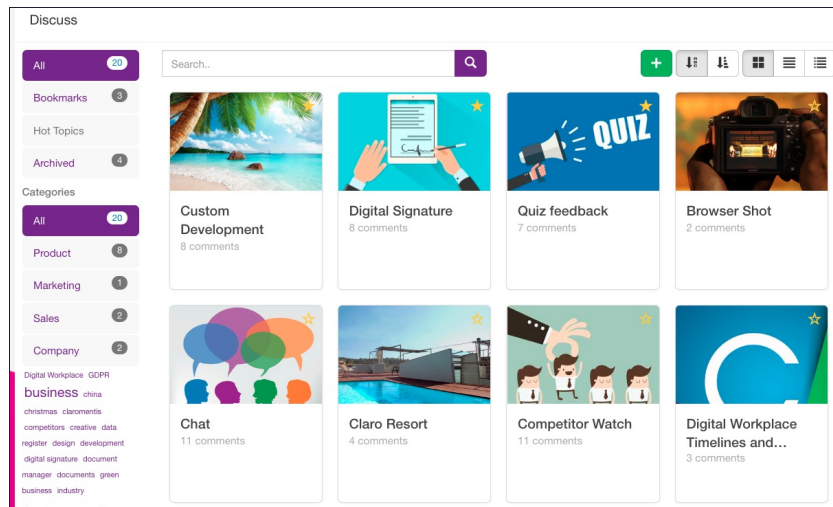 Discuss
All 20
Bookmarks 3
Hot Topics
Archived 4
Categories
All 20
Product 8
Marketing 1
Sales 2
Company 2
Digital Workplace GDPR
business china
christmas claromentis
competitors creative data
register design development
digital signature document
manager documents green
business industry
Search..
QUIZ
Custom
Development
8 comments
Digital Signature
8 comments
Quiz feedback
7 comments
Browser Shot
2 comments
Chat
11 comments
Claro Resort
4 comments
Competitor Watch
11 comments
Digital Workplace
Timelines and...
3 comments